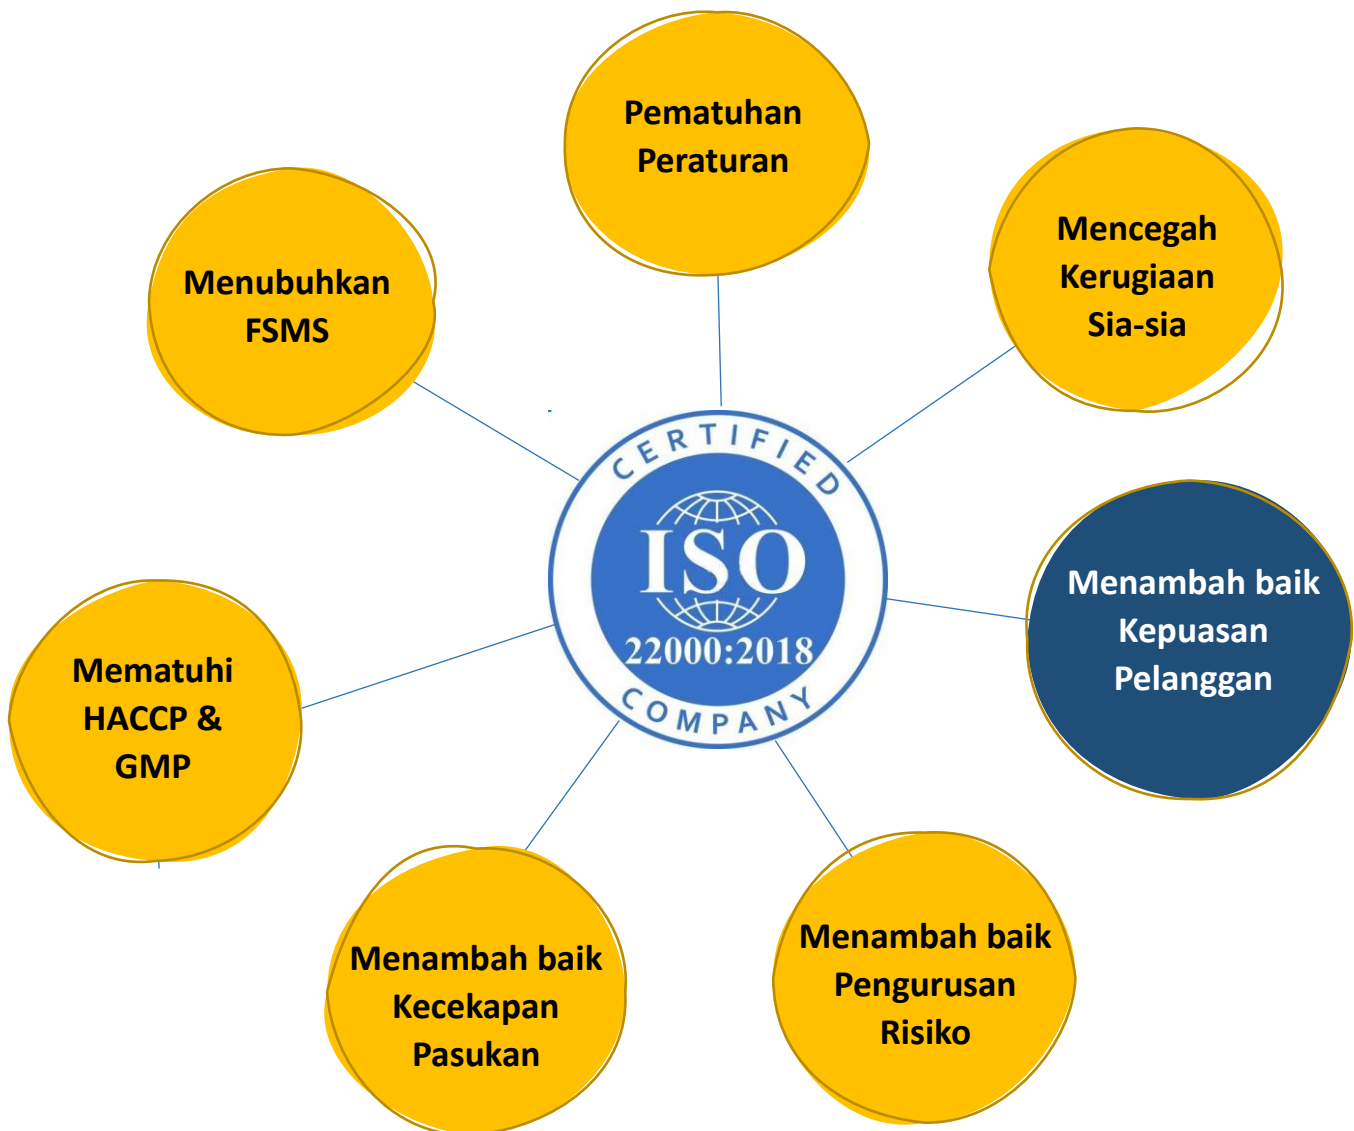 Pematuhan
Peraturan
Mencegah
Kerugiaan
Sia-sia
Menubuhkan
FSMS
CERTIFIED
ISO
22000:2018
COMPANY
Menambah baik
Kepuasan
Pelanggan
Mematuhi
HACCP &
GMP
Menambah baik
Kecekapan
Pasukan
Menambah baik
Pengurusan
Risiko